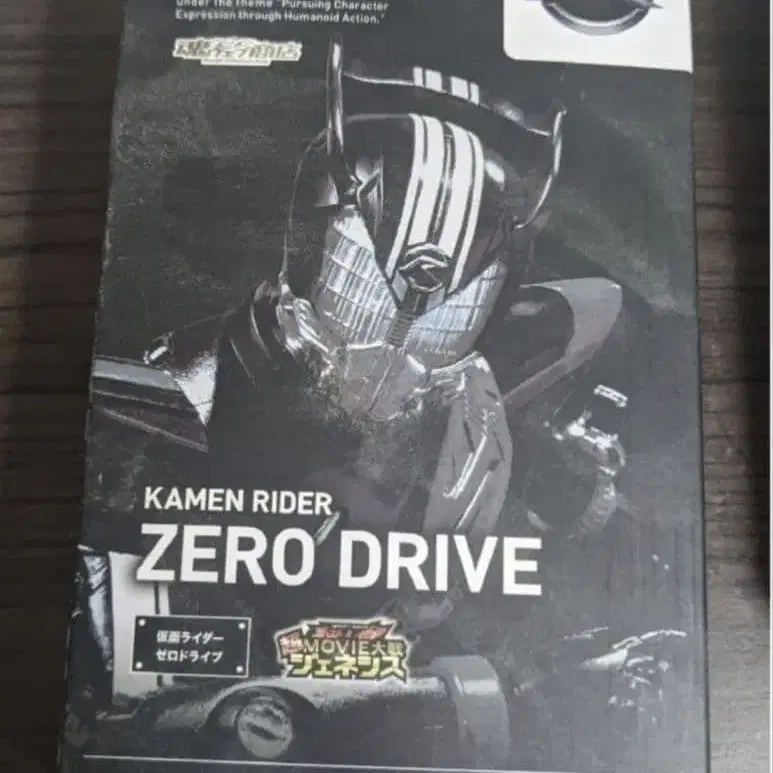 under the Theme "Pursuing Character
Expression through Humanoid Action."
魂ウェブ商店
KAMEN RIDER
ZERO DRIVE
仮面ライダー
ゼロドライブ
MOVIE大戦
ジェネシス